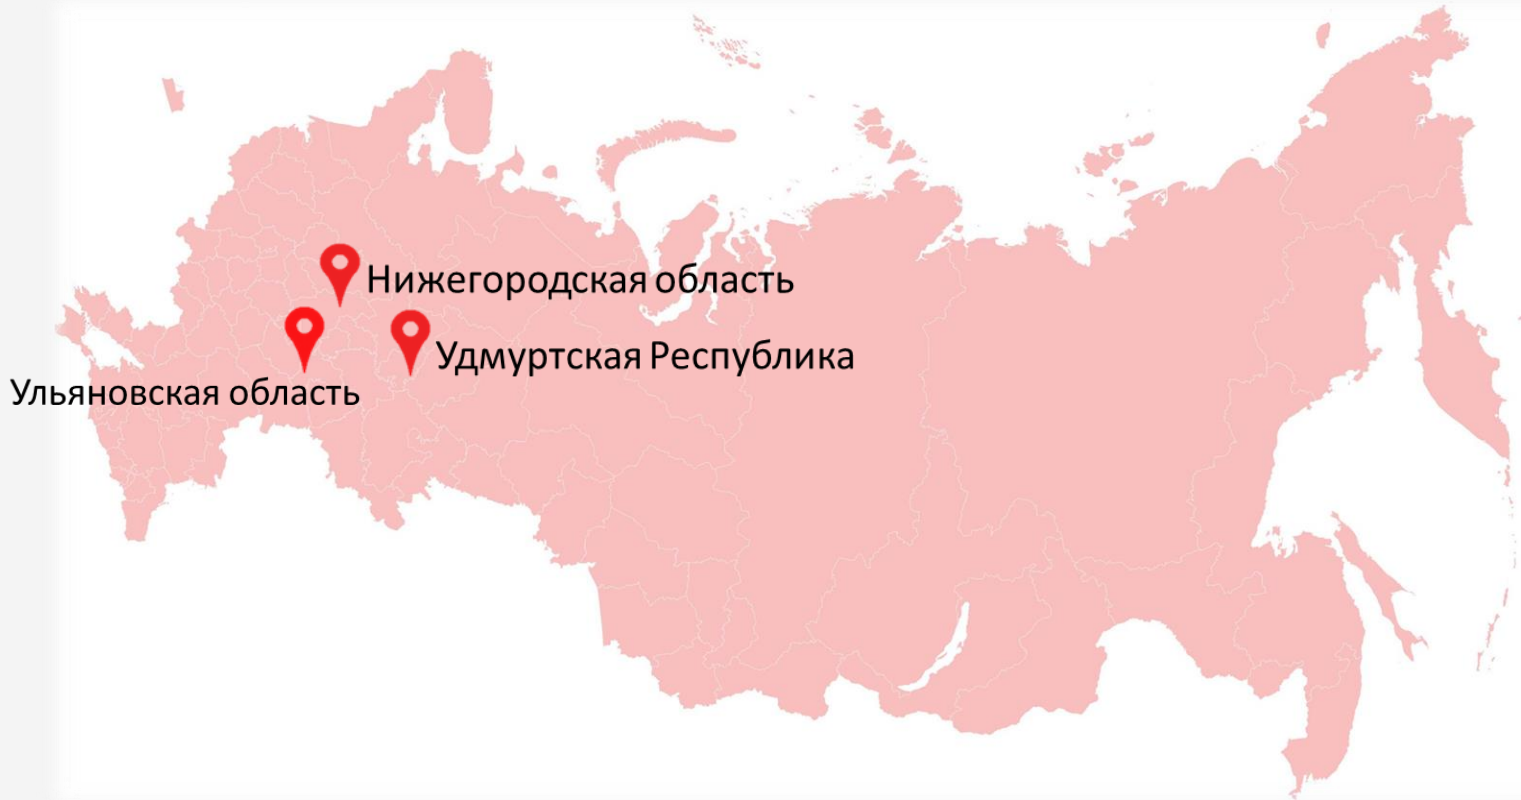 Нижегородская область
Удмуртская Республика
Ульяновская область